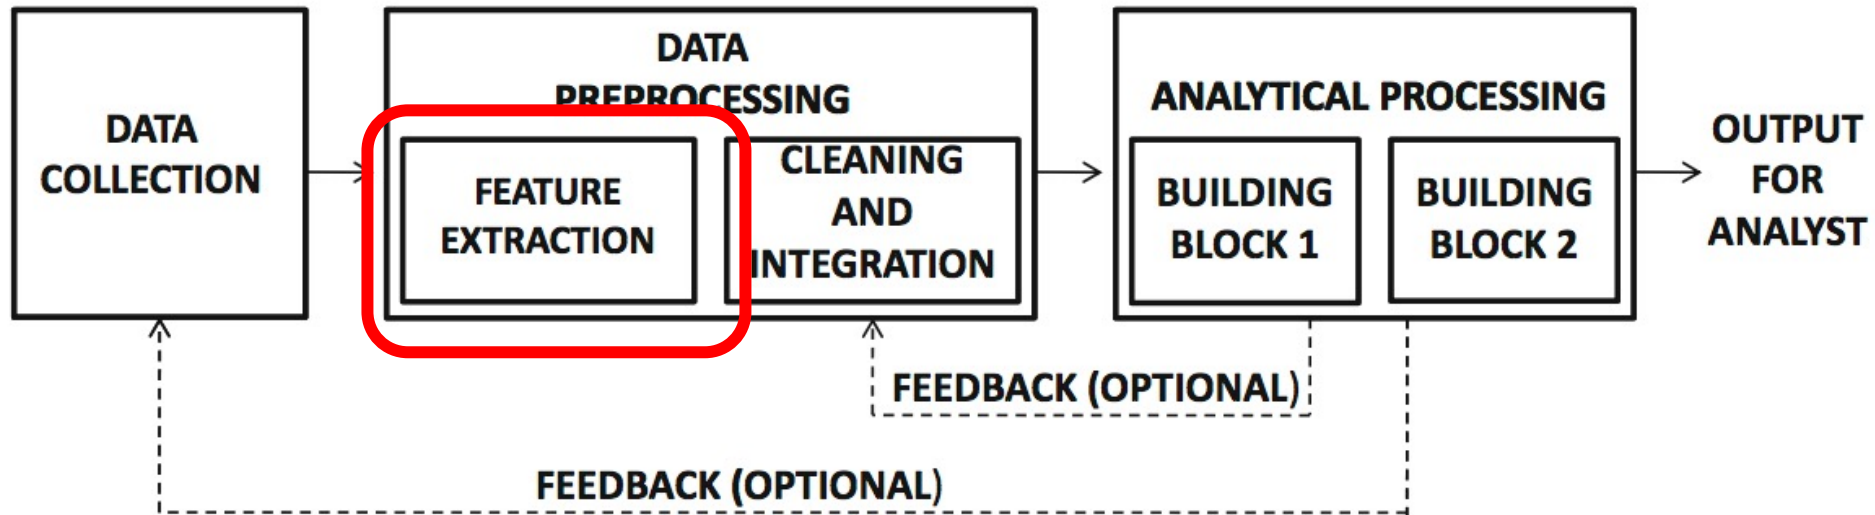 DATA
COLLECTION
DATA
PREPROCESSING
FEATURE
EXTRACTION
CLEANING
AND
INTEGRATION
ANALYTICAL PROCESSING
BUILDING
BLOCK 1
BUILDING
BLOCK 2
OUTPUT
FOR
ANALYST
FEEDBACK (OPTIONAL)
FEEDBACK (OPTIONAL)